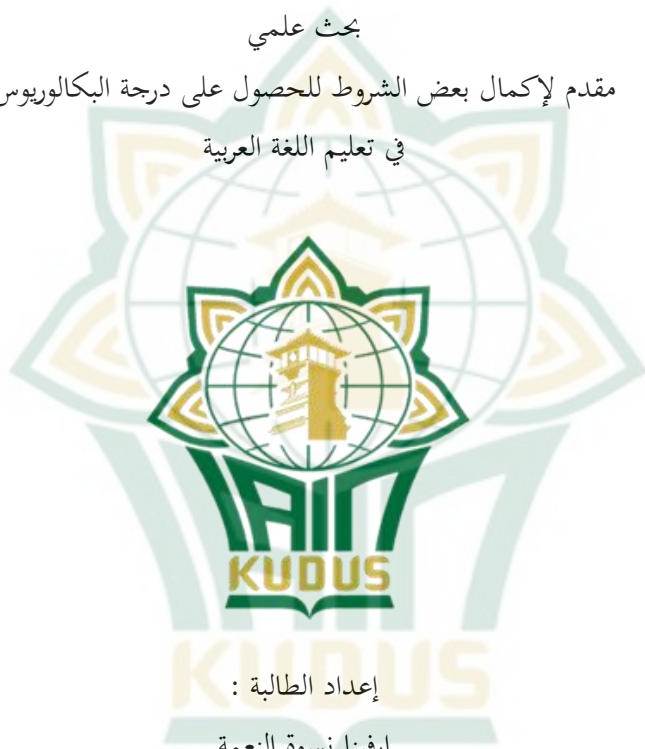 بحث علمي
مقدم لإكمال بعض الشروط للحصول على درجة البكالوريوس
في تعليم اللغة العربية
IAIN
KUDUS
إعداد الطالبة :
KUDUS
النعمة